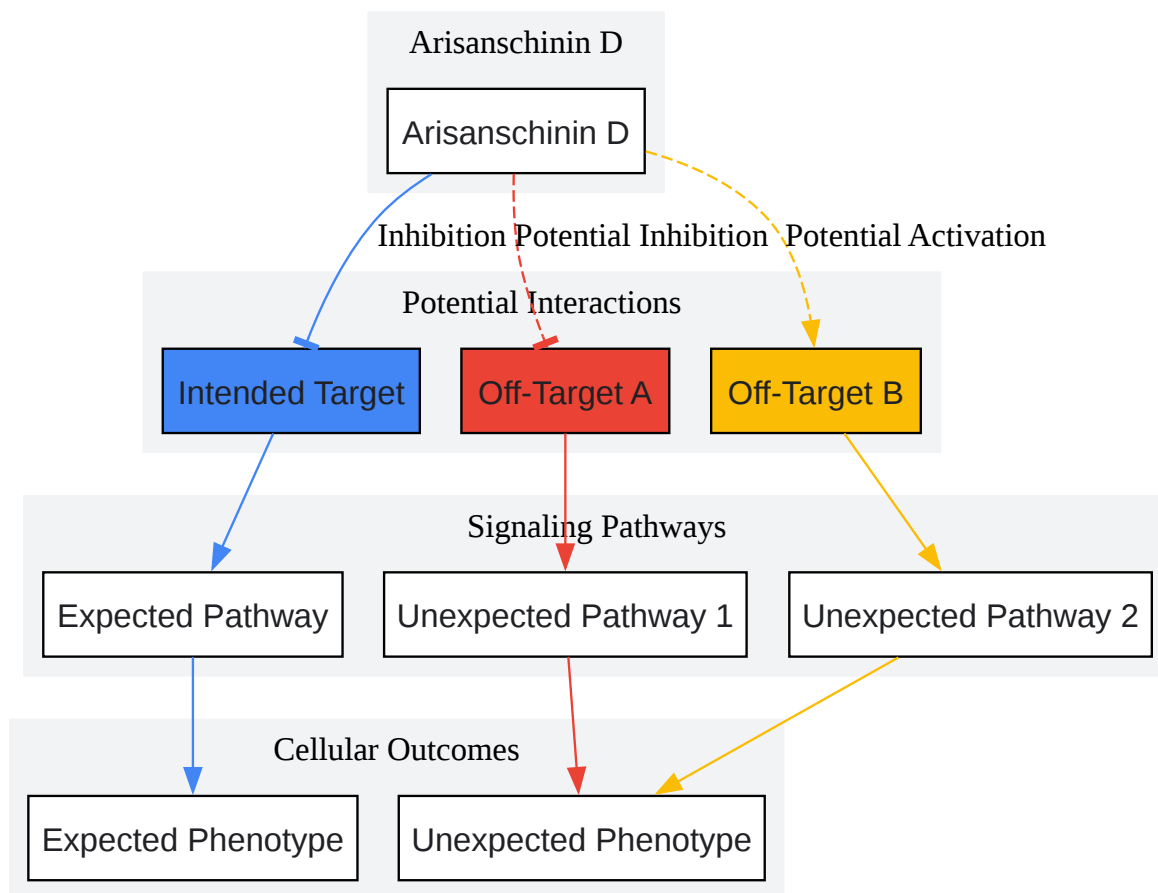 Arisanschinin D
Arisanschinin D
Inhibition
Potential Inhibition
Potential Activation
Potential Interactions
Intended Target
Off-Target A
Off-Target B
Signaling Pathways
Expected Pathway
Unexpected Pathway 1
Unexpected Pathway 2
Cellular Outcomes
Expected Phenotype
Unexpected Phenotype